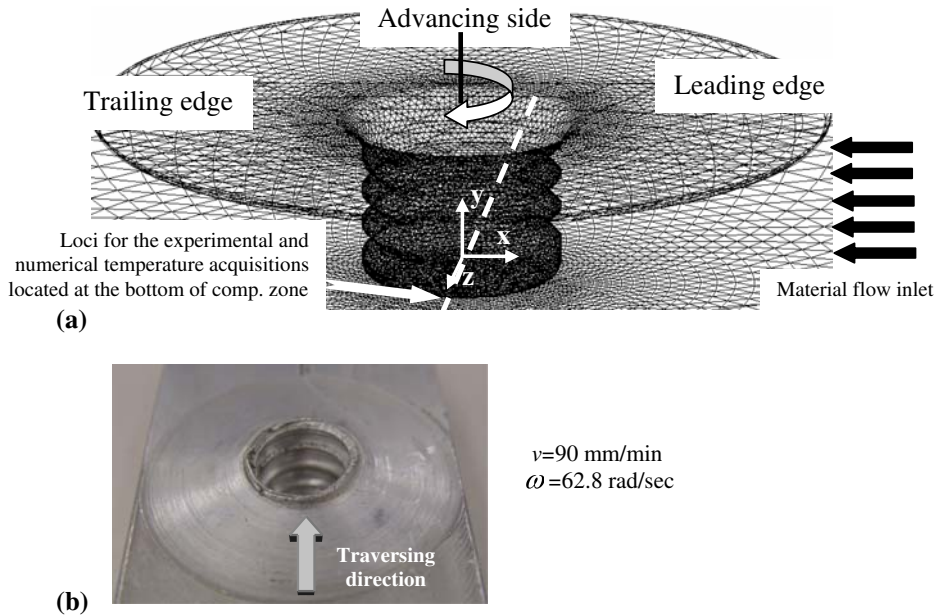 Advancing side
Trailing edge
Leading edge
y
x
z
Loci for the experimental and
numerical temperature acquisitions
located at the bottom of comp. zone
Material flow inlet
(a)
v=90 mm/min
ω=62.8 rad/sec
Traversing
direction
(b)